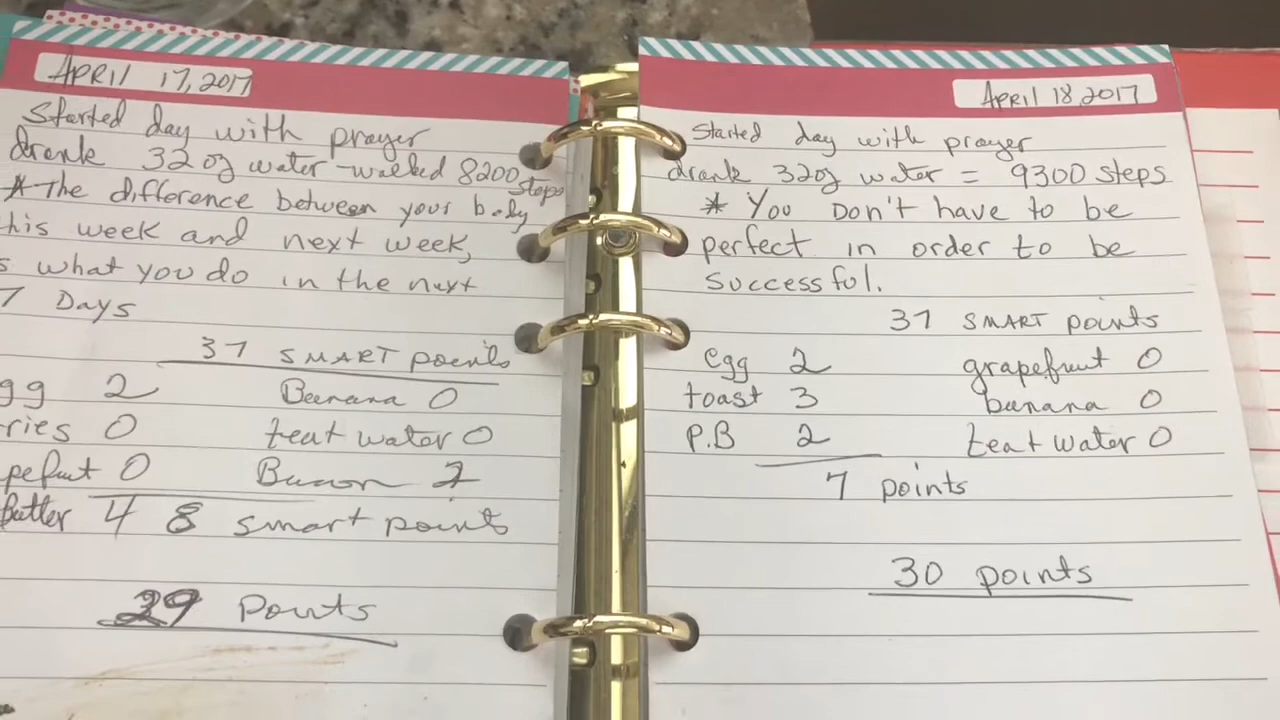 APRIL 17, 2017
Started day with prayer
drank 32oz water - walked 8200 steps
* The difference between your body
this week and next week,
s what you do in the next
7 Days
37 SMART points
gg 2 Banana 0
ries 0 tea + water 0
pefruit 0 Bacon 2
Butter 4 8 smart points
29 Points
APRIL 18, 2017
Started day with prayer
drank 32oz water = 9300 steps
* You Don't have to be
perfect in order to be
successful.
37 SMART points
egg 2 grapefruit 0
toast 3 banana 0
P.B 2 tea + water 0
7 points
30 points